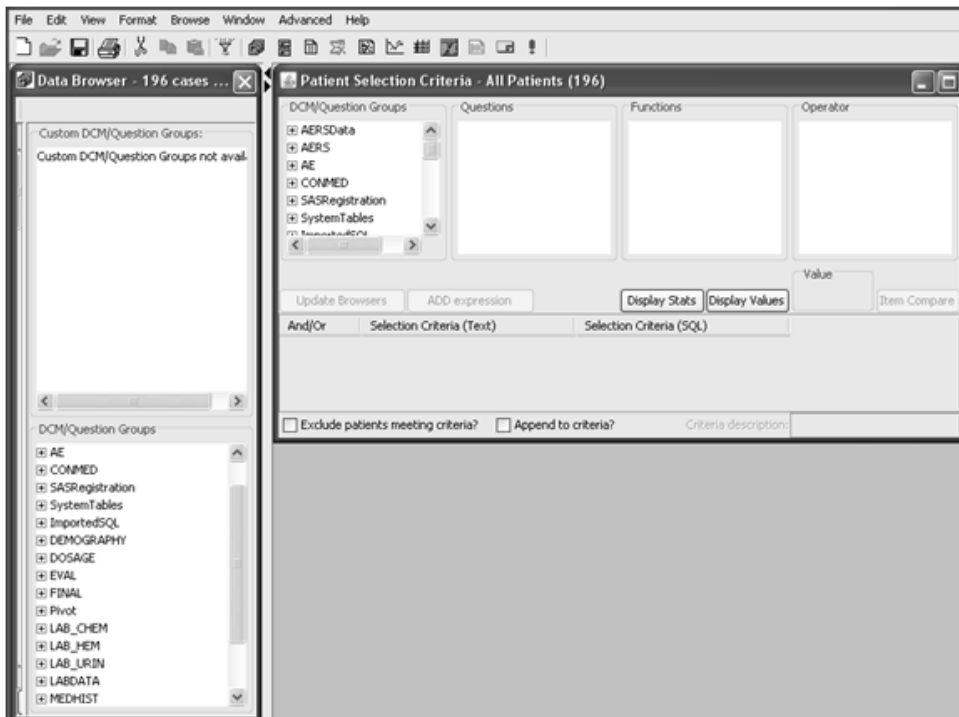 File Edit View Format Browse Window Advanced Help
Data Browser - 196 cases ...
Custom DCM/Question Groups:
Custom DCM/Question Groups not avail
DCM/Question Groups
AE
CONMED
SASRegistration
SystemTables
ImportedSQL
DEMOGRAPHY
DOSAGE
EVAL
FINAL
Pivot
LAB_CHEM
LAB_HEM
LAB_URIN
LABDATA
MEDHIST
Patient Selection Criteria - All Patients (196)
DCM/Question Groups Questions Functions Operator
AERSData
AERS
AE
CONMED
SASRegistration
SystemTables
ImportedSQL
Value
Update Browsers ADD expression Display Stats Display Values Item Compare
And/Or Selection Criteria (Text) Selection Criteria (SQL)
Exclude patients meeting criteria? Append to criteria? Criteria description: